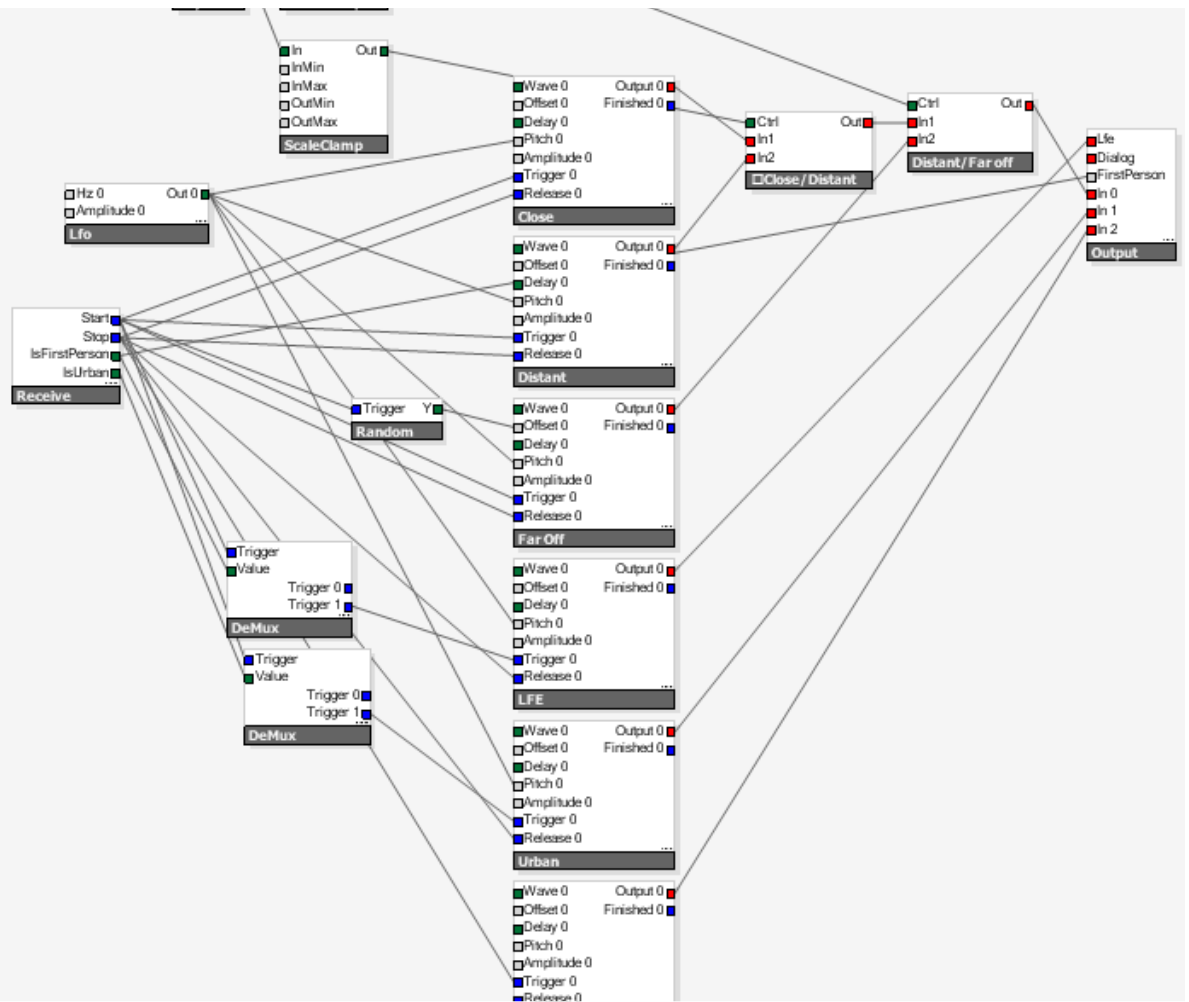 In Out
InMin
InMax
OutMin
OutMax
ScaleClamp
Wave 0 Output 0
Offset 0 Finished 0
Delay 0
Pitch 0
Amplitude 0
Trigger 0
Release 0
...
Close
Ctrl Out
In1
In2
Close/Distant
Ctrl Out
In1
In2
Distant/Far off
Lfe
Dialog
FirstPerson
In 0
In 1
In 2
...
Output
Hz 0 Out 0
Amplitude 0
...
Lfo
Wave 0 Output 0
Offset 0 Finished 0
Delay 0
Pitch 0
Amplitude 0
Trigger 0
Release 0
...
Distant
Start
Stop
IsFirstPerson
IsUrban
...
Receive
Trigger Y
Random
Wave 0 Output 0
Offset 0 Finished 0
Delay 0
Pitch 0
Amplitude 0
Trigger 0
Release 0
...
Far Off
Trigger
Value
Trigger 0
Trigger 1
...
DeMux
Wave 0 Output 0
Offset 0 Finished 0
Delay 0
Pitch 0
Amplitude 0
Trigger 0
Release 0
...
LFE
Trigger
Value
Trigger 0
Trigger 1
...
DeMux
Wave 0 Output 0
Offset 0 Finished 0
Delay 0
Pitch 0
Amplitude 0
Trigger 0
Release 0
...
Urban
Wave 0 Output 0
Offset 0 Finished 0
Delay 0
Pitch 0
Amplitude 0
Trigger 0
Release 0